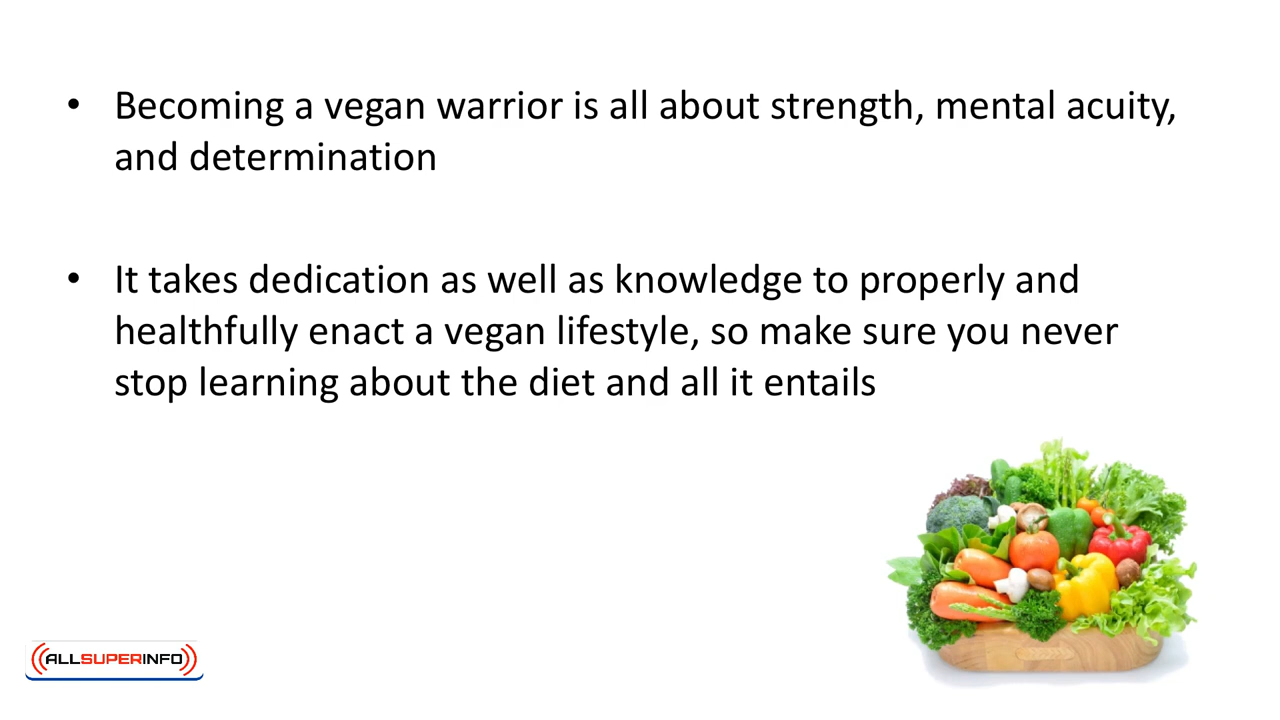 • Becoming a vegan warrior is all about strength, mental acuity,
and determination
• It takes dedication as well as knowledge to properly and
healthfully enact a vegan lifestyle, so make sure you never
stop learning about the diet and all it entails
ALLSUPERINFO